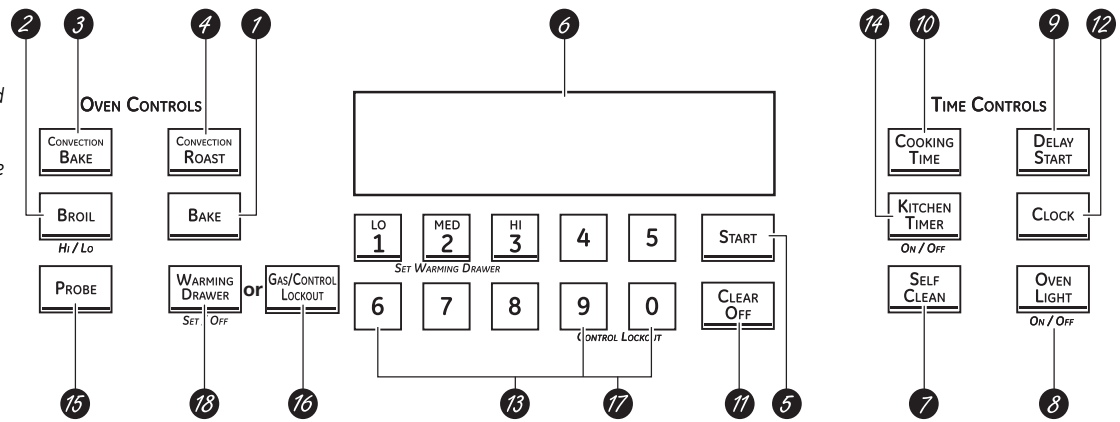 2 3 4 1 6 14 10 9 12
d
e
OVEN CONTROLS
CONVECTION BAKE
CONVECTION ROAST
BROIL
HI / LO
BAKE
PROBE
WARMING DRAWER
SET / OFF
or
GAS/CONTROL LOCKOUT
LO 1
MED 2
HI 3
4
5
START
SET WARMING DRAWER
6
7
8
9
0
CLEAR OFF
CONTROL LOCKOUT
TIME CONTROLS
COOKING TIME
DELAY START
KITCHEN TIMER
ON / OFF
CLOCK
SELF CLEAN
OVEN LIGHT
ON / OFF
15 18 16 13 17 11 5 7 8